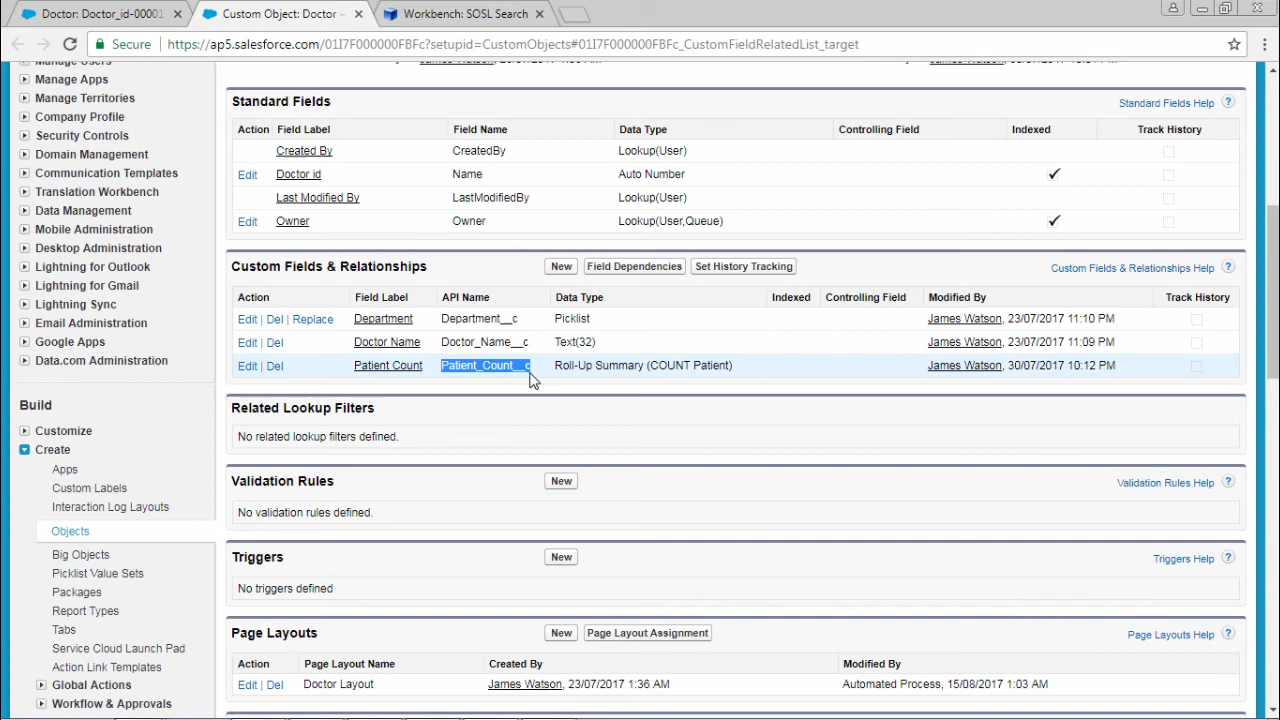 Doctor: Doctor_id-00001
Custom Object: Doctor ~
Workbench: SOSL Search
Secure
https://ap5.salesforce.com/01I7F000000FBFc?setupid=CustomObjects#01I7F000000FBFc_CustomFieldRelatedList_target
Manage Users
Manage Apps
Manage Territories
Company Profile
Security Controls
Domain Management
Communication Templates
Translation Workbench
Data Management
Mobile Administration
Desktop Administration
Lightning for Outlook
Lightning for Gmail
Lightning Sync
Email Administration
Google Apps
Data.com Administration
Build
Customize
Create
Apps
Custom Labels
Interaction Log Layouts
Objects
Big Objects
Picklist Value Sets
Packages
Report Types
Tabs
Service Cloud Launch Pad
Action Link Templates
Global Actions
Workflow & Approvals
Standard Fields Standard Fields Help ?
Action Field Label Field Name Data Type Controlling Field Indexed Track History
Created By CreatedBy Lookup(User)
Edit Doctor id Name Auto Number
Last Modified By LastModifiedBy Lookup(User)
Edit Owner Owner Lookup(User,Queue)
Custom Fields & Relationships New Field Dependencies Set History Tracking Custom Fields & Relationships Help ?
Action Field Label API Name Data Type Indexed Controlling Field Modified By Track History
Edit | Del | Replace Department Department__c Picklist James Watson, 23/07/2017 11:10 PM
Edit | Del Doctor Name Doctor_Name__c Text(32) James Watson, 23/07/2017 11:09 PM
Edit | Del Patient Count Patient_Count__c Roll-Up Summary (COUNT Patient) James Watson, 30/07/2017 10:12 PM
Related Lookup Filters
No related lookup filters defined.
Validation Rules New Validation Rules Help ?
No validation rules defined.
Triggers New Triggers Help ?
No triggers defined
Page Layouts New Page Layout Assignment Page Layouts Help ?
Action Page Layout Name Created By Modified By
Edit | Del Doctor Layout James Watson, 23/07/2017 1:36 AM Automated Process, 15/08/2017 1:03 AM